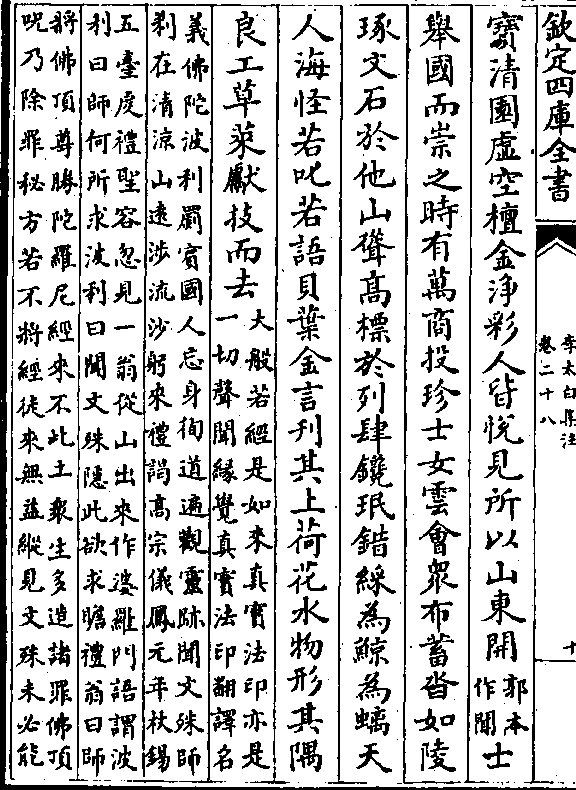 欽定四庫全書
李太白集注
卷二十八
十
寳清園虚空檀金浄彩人皆悦見所以山東開
郭本
作聞
士
舉國而崇之時有萬商投珍士女雲會衆布蓄沓如陵
琢文石於他山聳髙標於列肆鑱珉錯綵為鯨為螭天
人海怪若叱若語貝葉金言刊其上荷花水物形其隅
良工草萊獻技而去
大般若經是如來真寳法印亦是
一切聲聞縁覺真寳法印翻譯名
義佛陀波利罽賓國人忘身徇道遍觀靈跡聞文殊師
利在清涼山遠涉流沙躬來禮謁高宗儀鳳元年杖錫
五臺䖍禮聖容忽見一翁從山出來作婆羅門語謂波
利曰師何所求波利曰聞文殊隠此欲求瞻禮翁曰師
將佛頂尊勝陀羅尼經來不此土衆生多造諸罪佛頂
呪乃除罪秘方若不將經徒來無益縱見文殊未必能